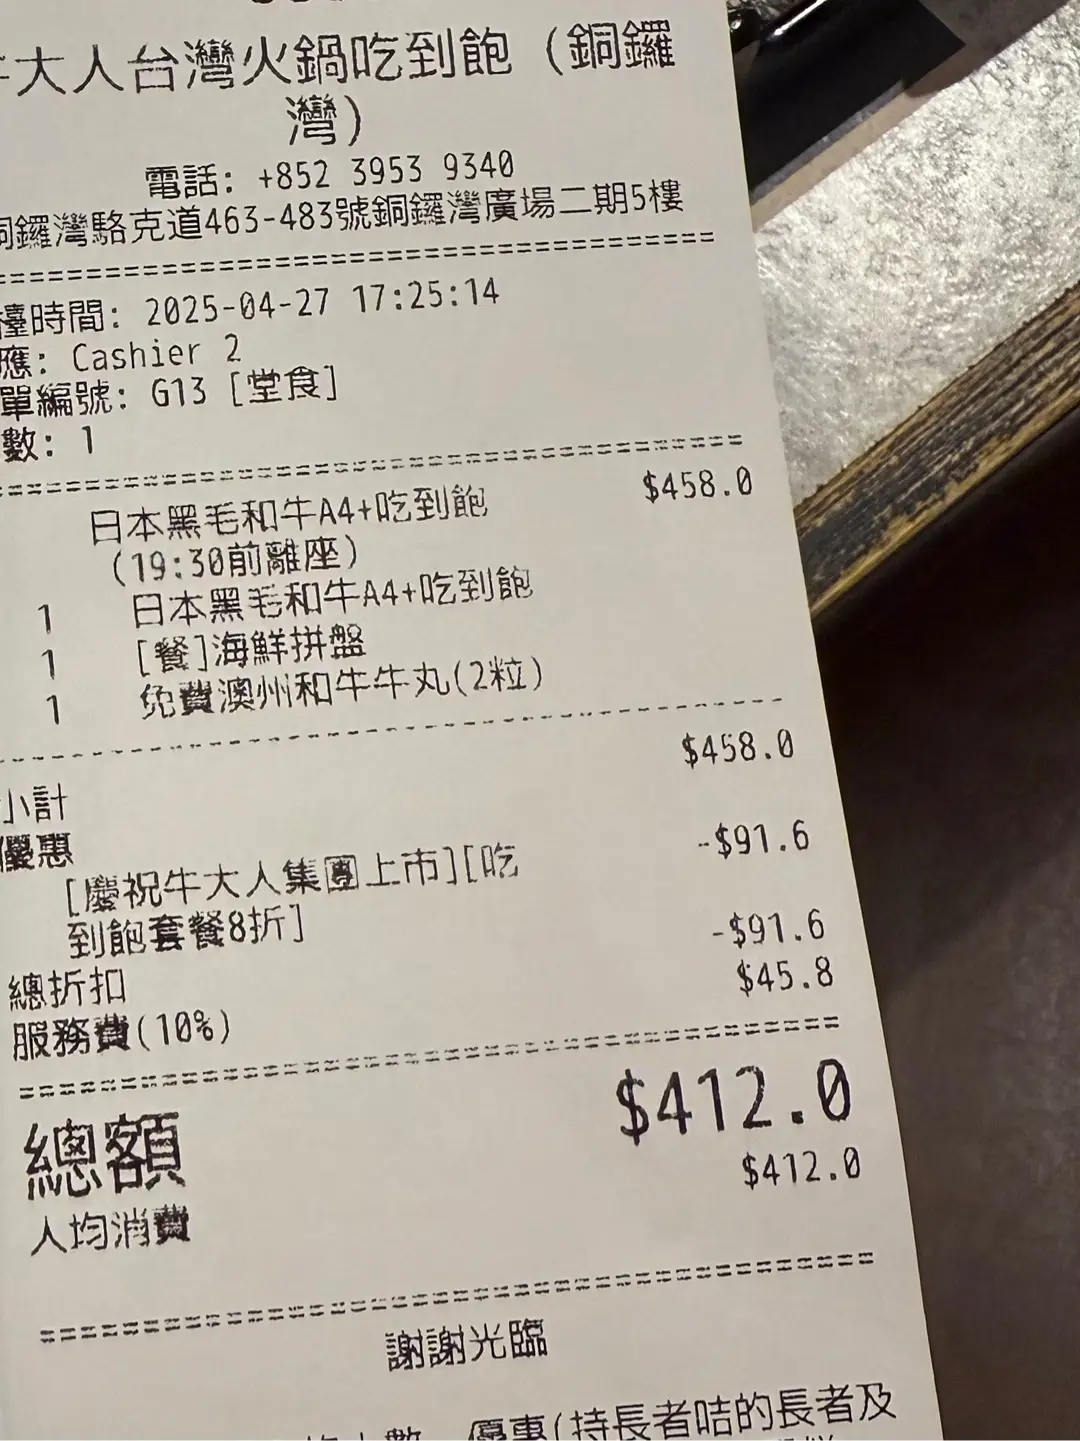 大人台灣火鍋吃到飽（銅鑼
灣）
電話: +852 3953 9340
銅鑼灣駱克道463-483號銅鑼灣廣場二期5樓
檯時間: 2025-04-27 17:25:14
應: Cashier 2
單編號: G13 [堂食]
數: 1
日本黑毛和牛A4+吃到飽 $458.0
(19:30前離座)
1 日本黑毛和牛A4+吃到飽
1 [餐]海鮮拼盤
1 免費澳州和牛牛丸(2粒)
小計 $458.0
優惠
[慶祝牛大人集團上市][吃 -$91.6
到飽套餐8折]
總折扣 -$91.6
服務費(10%) $45.8
總額 $412.0
人均消費 $412.0
謝謝光臨
優惠(持長者咭的長者及